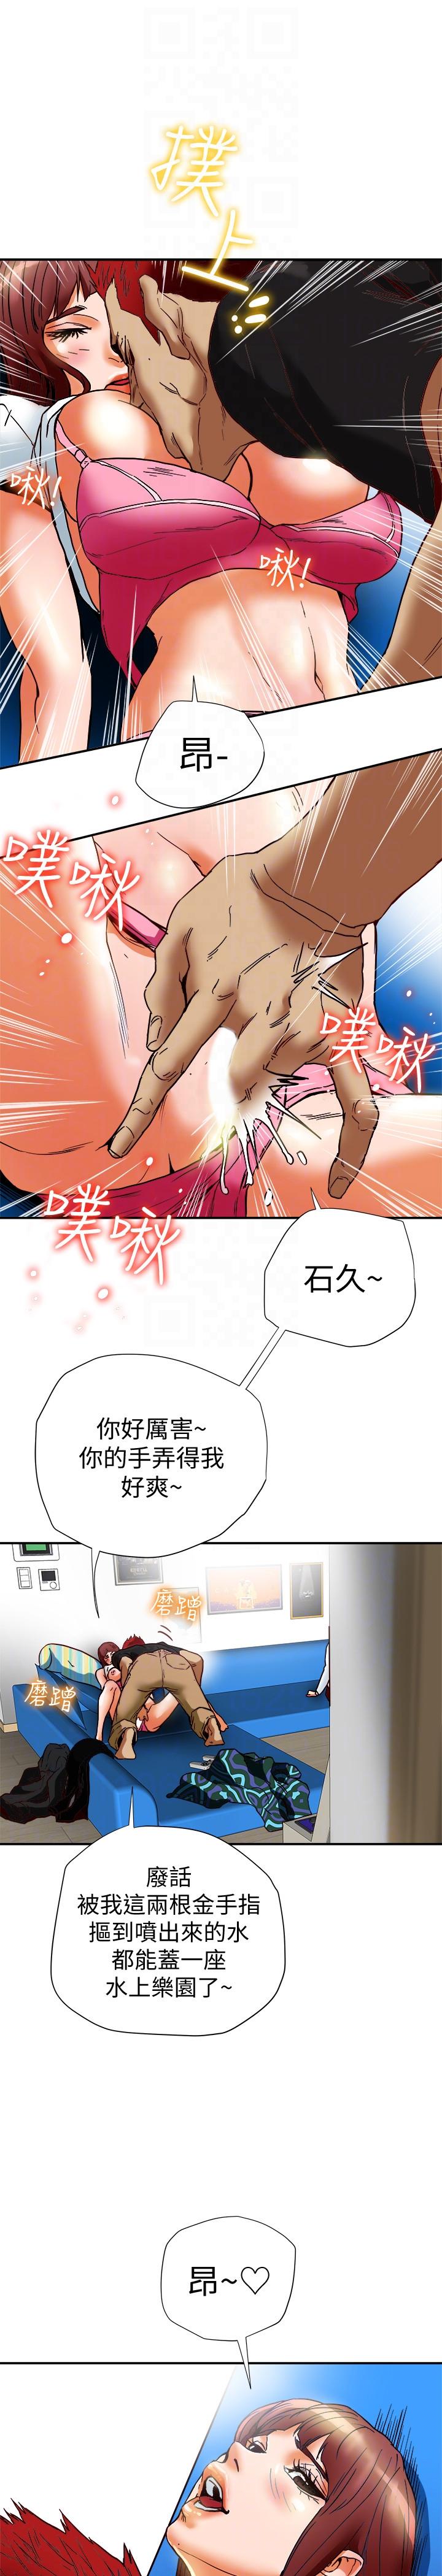 撲
上
啾!
啾!
昂-
噗啾
噗啾
噗啾
石久~
你好厲害~
你的手弄得我
好爽~
磨蹭
磨蹭
廢話
被我這兩根金手指
摳到噴出來的水
都能蓋一座
水上樂園了~
昂~♡